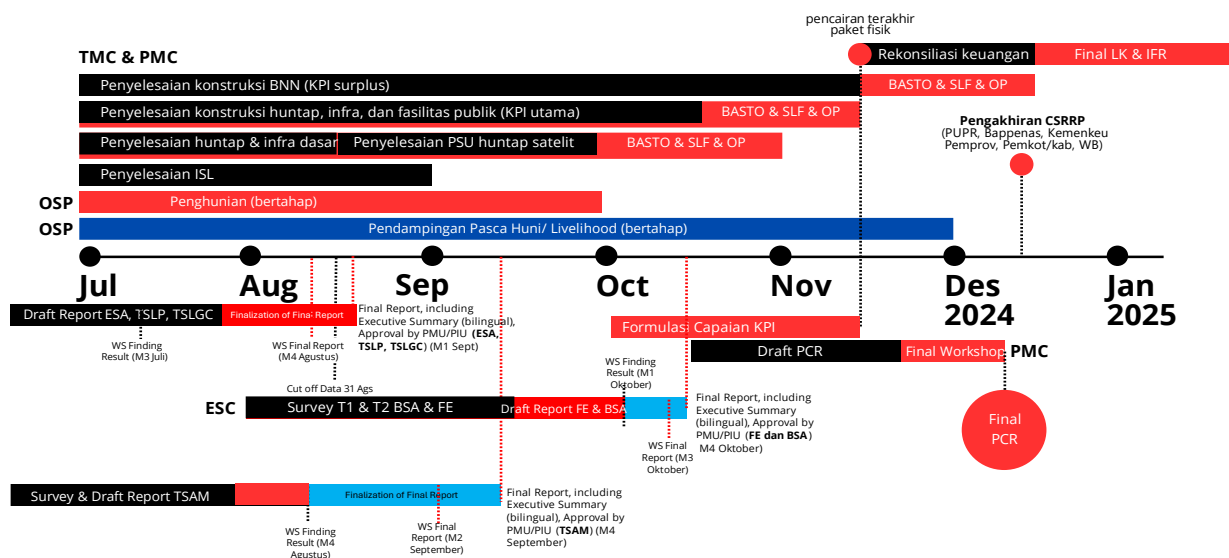 pencairan terakhir
paket fisik
TMC & PMC
Rekonsiliasi keuangan
Final LK & IFR
Penyelesaian konstruksi BNN (KPI surplus)
BASTO & SLF & OP
Penyelesaian konstruksi huntap, infra, dan fasilitas publik (KPI utama)
BASTO & SLF & OP
Pengakhiran CSRRP
(PUPR, Bappenas, Kemenkeu
Pemprov, Pemkot/kab, WB)
Penyelesaian huntap & infra dasar
Penyelesaian PSU huntap satelit
BASTO & SLF & OP
Penyelesaian ISL
OSP
Penghunian (bertahap)
OSP
Pendampingan Pasca Huni/ Livelihood (bertahap)
Jul
Aug
Sep
Oct
Nov
Des
2024
Jan
2025
Draft Report ESA, TSLP, TSLGC
Finalization of Final Report
Final Report, including
Executive Summary (bilingual),
Approval by PMU/PIU (ESA,
TSLP, TSLGC) (M1 Sept)
WS Finding
Result (M3 Juli)
WS Final Report
(M4 Agustus)
Cut off Data 31 Ags
Formulasi Capaian KPI
Draft PCR
Final Workshop
PMC
WS Finding
Result (M1
Oktober)
ESC
Survey T1 & T2 BSA & FE
Draft Report FE & BSA
Final Report, including
Executive Summary
(bilingual), Approval by
PMU/PIU (FE dan BSA)
M4 Oktober)
WS Final
Report (M3
Oktober)
Final
PCR
Survey & Draft Report TSAM
Finalization of Final Report
Final Report, including
Executive Summary
(bilingual), Approval by
PMU/PIU (TSAM) (M4
September)
WS Finding
Result (M4
Agustus)
WS Final
Report (M2
September)